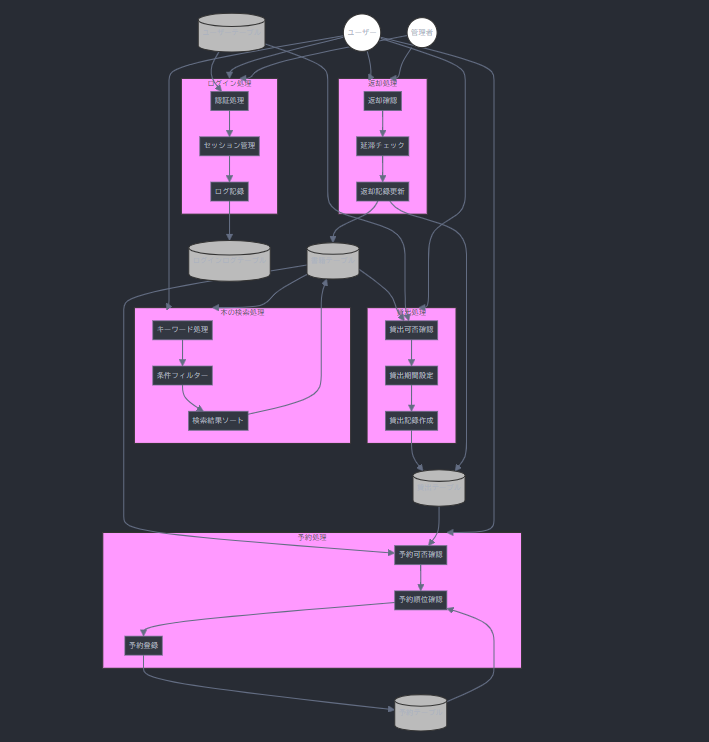 ユーザー
管理者
ログイン処理
認証処理
セッション管理
ログ記録
返却処理
返却確認
延滞チェック
返却記録更新
本の検索処理
キーワード処理
条件フィルター
検索結果ソート
貸出可否確認
貸出期間設定
貸出記録作成
予約処理
予約可否確認
予約順位確認
予約登録